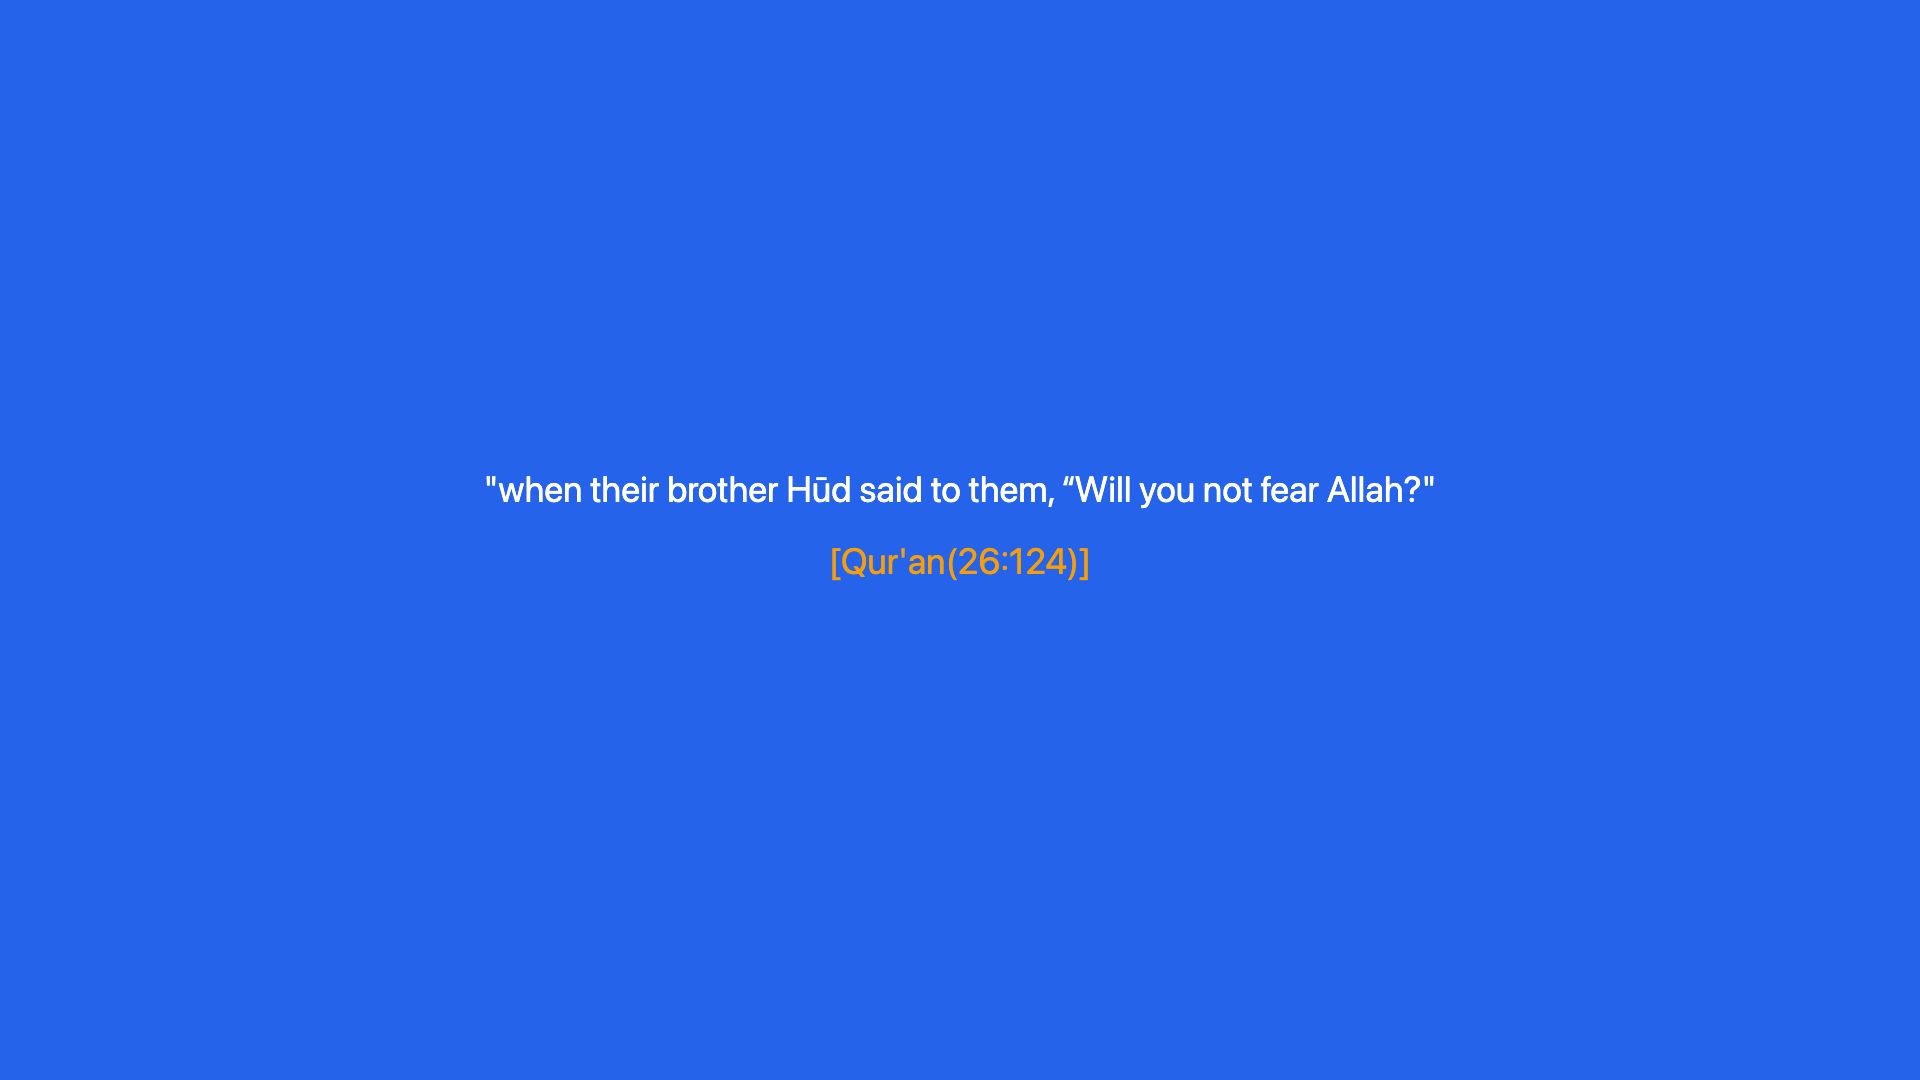 "when their brother Hūd said to them, “Will you not fear Allah?"
[Qur'an(26:124)]